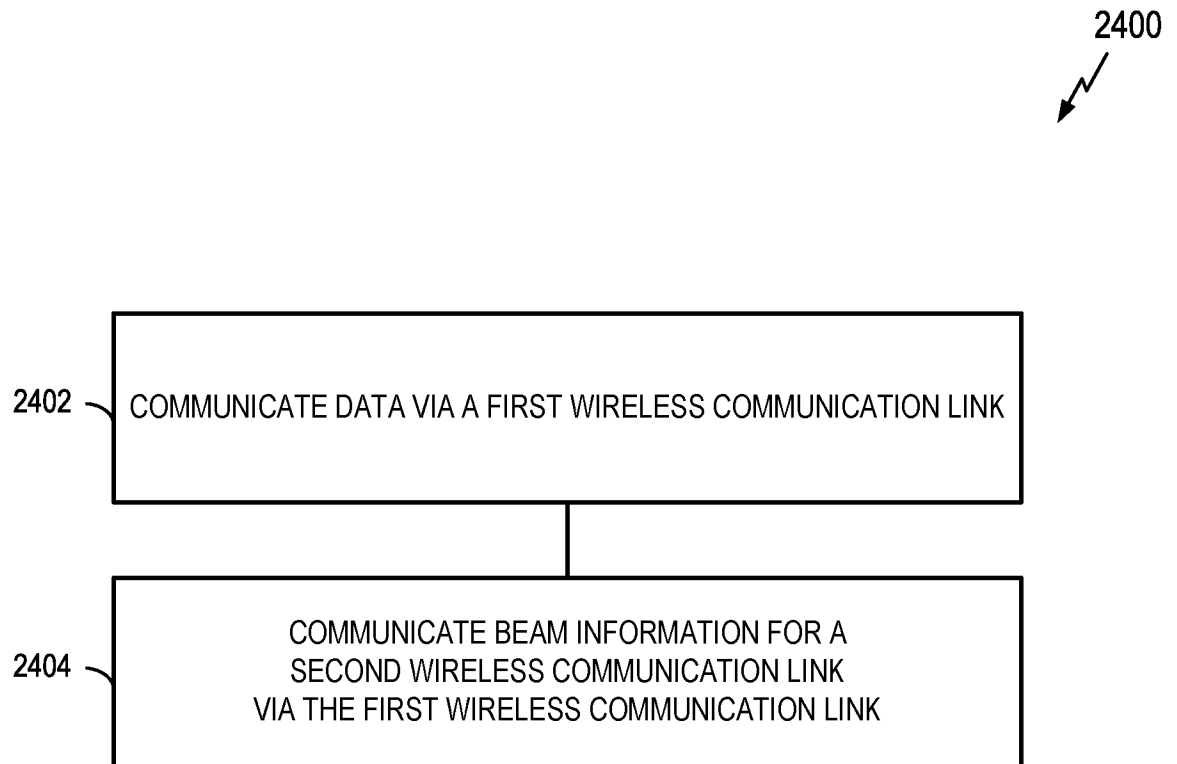 2400
2402
COMMUNICATE DATA VIA A FIRST WIRELESS COMMUNICATION LINK
2404
COMMUNICATE BEAM INFORMATION FOR A
SECOND WIRELESS COMMUNICATION LINK
VIA THE FIRST WIRELESS COMMUNICATION LINK